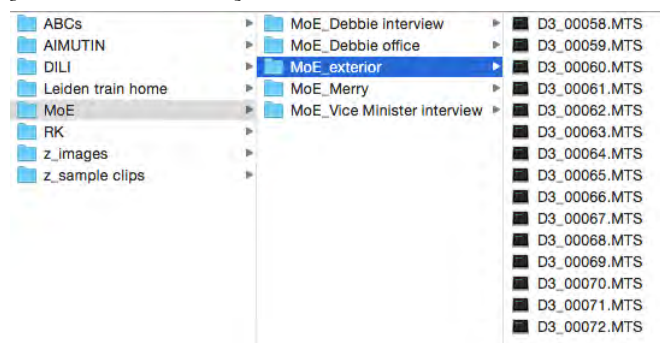 ABCs
AIMUTIN
DILI
Leiden train home
MoE
RK
z_images
z_sample clips
MoE_Debbie interview
MoE_Debbie office
MoE_exterior
MoE_Merry
MoE_Vice Minister interview
D3_00058.MTS
D3_00059.MTS
D3_00060.MTS
D3_00061.MTS
D3_00062.MTS
D3_00063.MTS
D3_00064.MTS
D3_00065.MTS
D3_00066.MTS
D3_00067.MTS
D3_00068.MTS
D3_00069.MTS
D3_00070.MTS
D3_00071.MTS
D3_00072.MTS